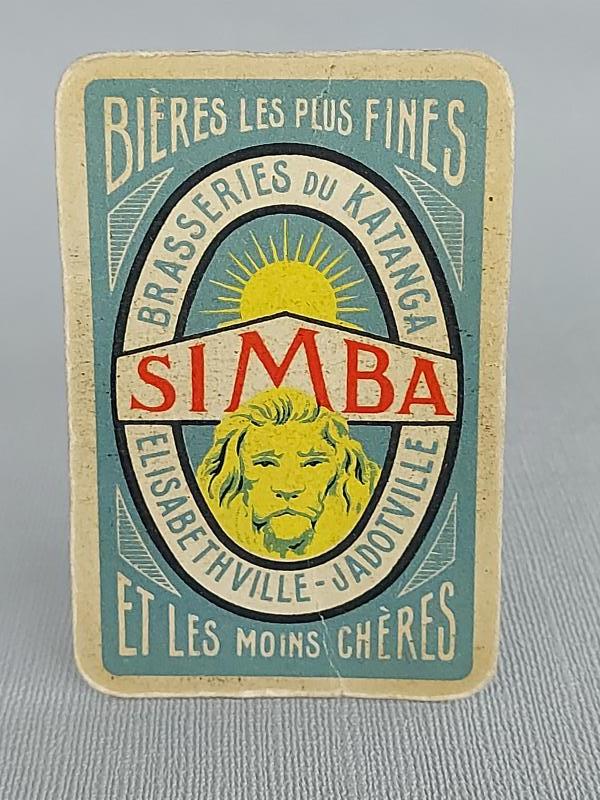 BIÈRES LES PLUS FINES
BRASSERIES DU KATANGA
SIMBA
ELISABETHVILLE-JADOTVILLE
ET LES MOINS CHÈRES